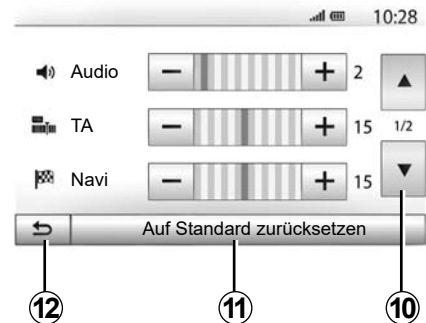 10:28
Audio − + 2
TA − + 15 1/2
Navi − + 15
Auf Standard zurücksetzen
12 11 10